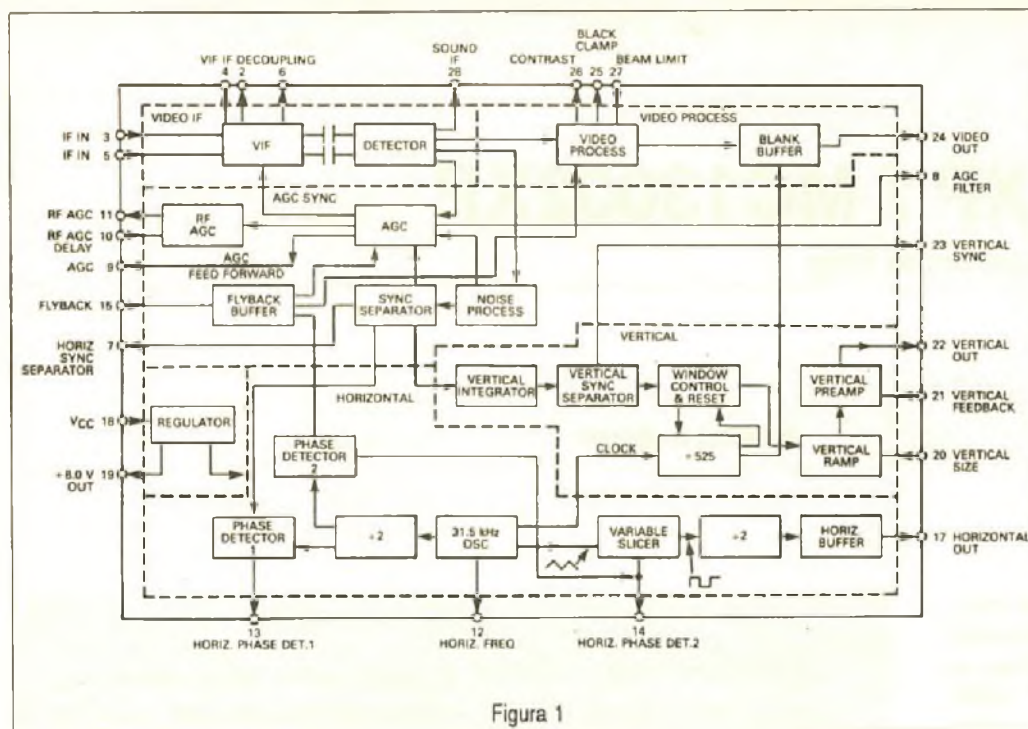 BLACK
CLAMP
VIF IF DECOUPLING
SOUND
IF
CONTRAST
BEAM LIMIT
4 2 6
28
26 25 27
VIDEO IF
VIDEO PROCESS
IF IN 3
IF IN 5
VIF
DETECTOR
VIDEO PROCESS
BLANK BUFFER
24 VIDEO OUT
8 AGC FILTER
AGC SYNC
RF AGC 11
RF AGC 10
DELAY
RF AGC
AGC
AGC 9
AGC
FEED FORWARD
23 VERTICAL SYNC
FLYBACK 15
FLYBACK BUFFER
SYNC SEPARATOR
NOISE PROCESS
HORIZ 7
SYNC
SEPARATOR
VERTICAL
22 VERTICAL OUT
HORIZONTAL
VERTICAL INTEGRATOR
VERTICAL SYNC SEPARATOR
WINDOW CONTROL & RESET
VERTICAL PREAMP
21 VERTICAL FEEDBACK
VCC 18
REGULATOR
+8.0 V 19
OUT
PHASE DETECTOR 2
CLOCK
÷ 525
VERTICAL RAMP
20 VERTICAL SIZE
PHASE DETECTOR 1
÷2
31.5 kHz OSC
VARIABLE SLICER
÷2
HORIZ. BUFFER
17 HORIZONTAL OUT
13
HORIZ. PHASE DET.1
12
HORIZ. FREQ
14
HORIZ. PHASE DET.2
Figura 1